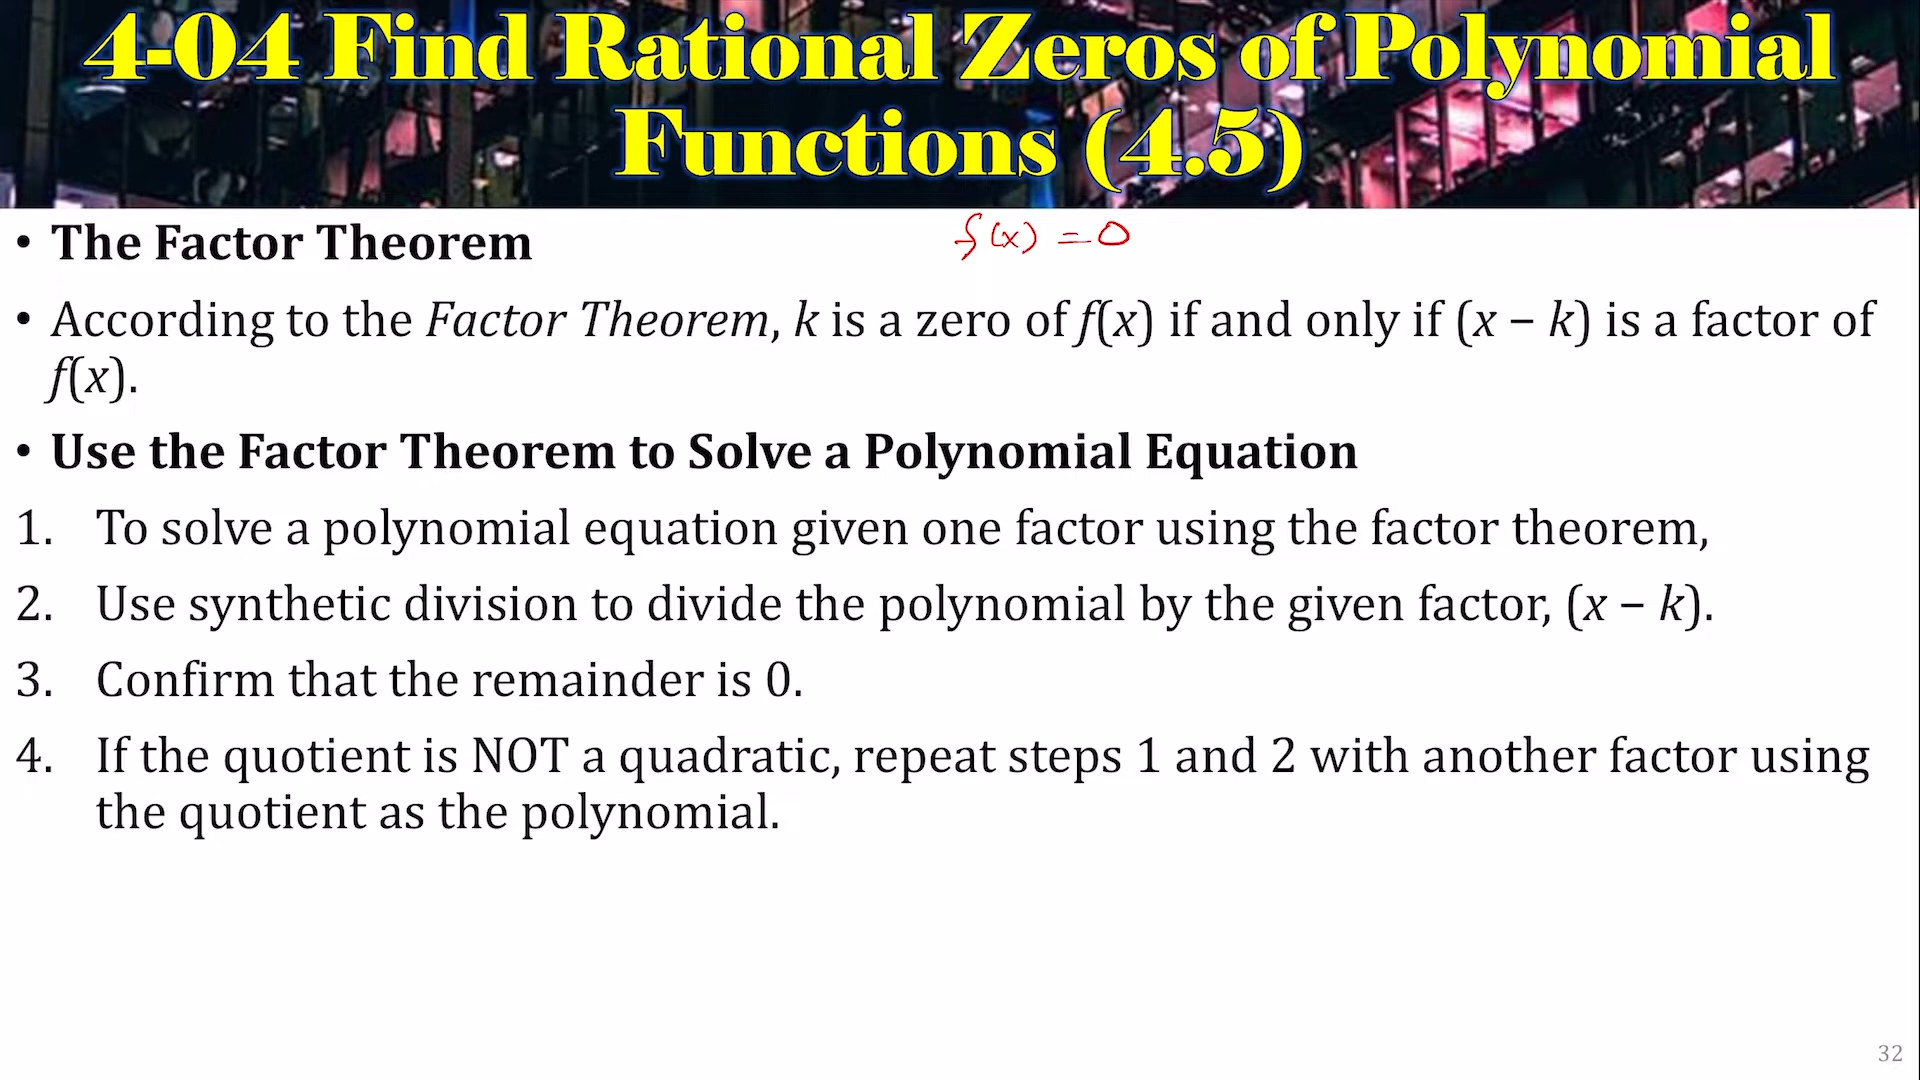 4-04 Find Rational Zeros of Polynomial
Functions (4.5)
• The Factor Theorem
f(x) = 0
• According to the Factor Theorem, k is a zero of f(x) if and only if (x − k) is a factor of
f(x).
• Use the Factor Theorem to Solve a Polynomial Equation
1. To solve a polynomial equation given one factor using the factor theorem,
2. Use synthetic division to divide the polynomial by the given factor, (x − k).
3. Confirm that the remainder is 0.
4. If the quotient is NOT a quadratic, repeat steps 1 and 2 with another factor using
the quotient as the polynomial.
32